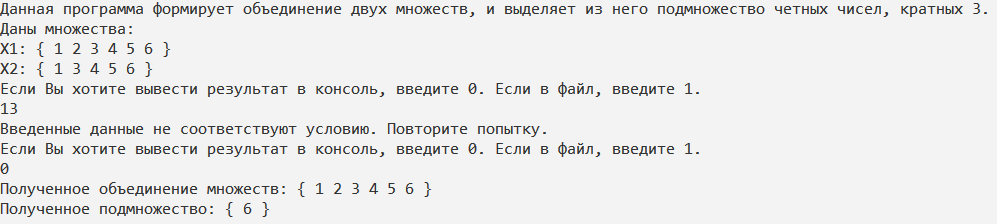 Данная программа формирует объединение двух множеств, и выделяет из него подмножество четных чисел, кратных 3.
Даны множества:
X1: { 1 2 3 4 5 6 }
X2: { 1 3 4 5 6 }
Если Вы хотите вывести результат в консоль, введите 0. Если в файл, введите 1.
13
Введенные данные не соответствуют условию. Повторите попытку.
Если Вы хотите вывести результат в консоль, введите 0. Если в файл, введите 1.
0
Полученное объединение множеств: { 1 2 3 4 5 6 }
Полученное подмножество: { 6 }